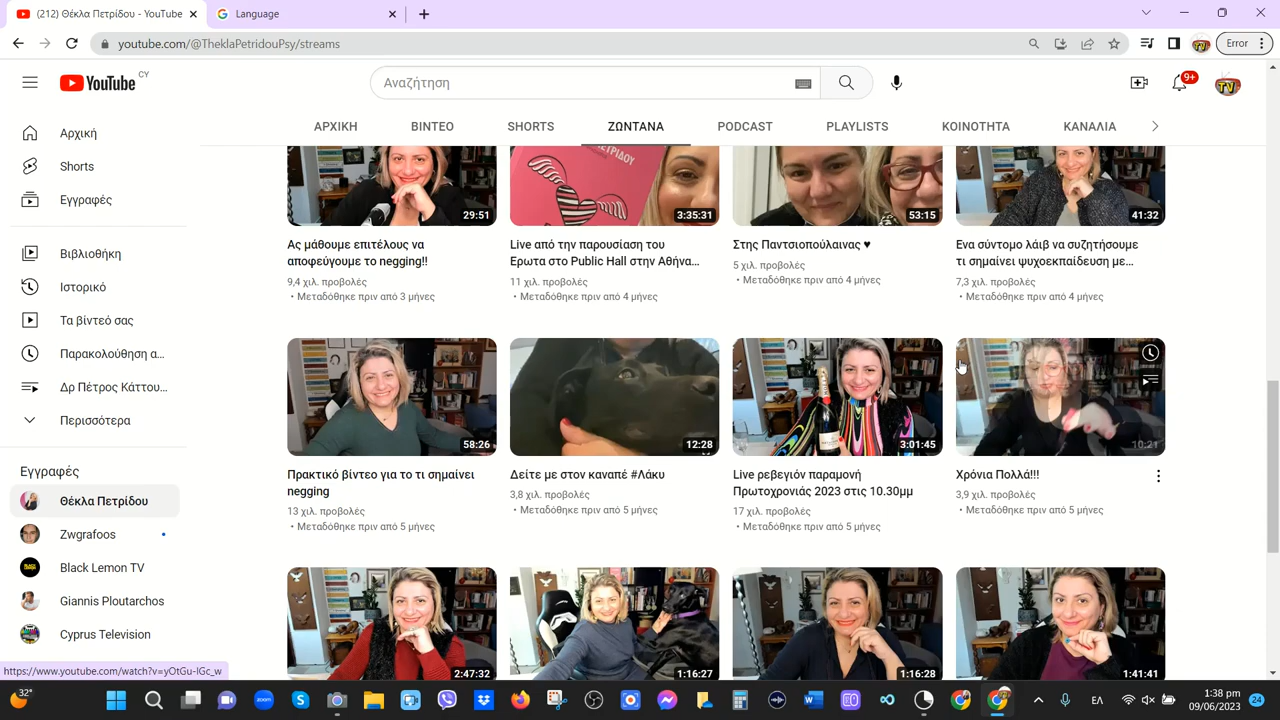 (212) Θέκλα Πετρίδου - YouTube
Language
youtube.com/@TheklaPetridouPsy/streams
Error
YouTube CY
Αναζήτηση
9+
TV
ΑΡΧΙΚΗ ΒΙΝΤΕΟ SHORTS ΖΩΝΤΑΝΑ PODCAST PLAYLISTS ΚΟΙΝΟΤΗΤΑ ΚΑΝΑΛΙΑ
Αρχική
Shorts
Εγγραφές
Βιβλιοθήκη
Ιστορικό
Τα βίντεό σας
Παρακολούθηση α...
Δρ Πέτρος Κάττου...
Περισσότερα
Εγγραφές
Θέκλα Πετρίδου
Zwgrafoos
Black Lemon TV
Giannis Ploutarchos
Cyprus Television
29:51
Ας μάθουμε επιτέλους να
αποφεύγουμε το negging!!
9,4 χιλ. προβολές
• Μεταδόθηκε πριν από 3 μήνες
3:35:31
Live από την παρουσίαση του
Ερωτα στο Public Hall στην Αθήνα...
11 χιλ. προβολές
• Μεταδόθηκε πριν από 4 μήνες
53:15
Στης Παντσιοπούλαινας ♥
5 χιλ. προβολές
• Μεταδόθηκε πριν από 4 μήνες
41:32
Ενα σύντομο λάιβ να συζητήσουμε
τι σημαίνει ψυχοεκπαίδευση με...
7,3 χιλ. προβολές
• Μεταδόθηκε πριν από 4 μήνες
58:26
Πρακτικό βίντεο για το τι σημαίνει
negging
13 χιλ. προβολές
• Μεταδόθηκε πριν από 5 μήνες
12:28
Δείτε με στον καναπέ #Λάκυ
3,8 χιλ. προβολές
• Μεταδόθηκε πριν από 5 μήνες
3:01:45
Live ρεβεγιόν παραμονή
Πρωτοχρονιάς 2023 στις 10.30μμ
17 χιλ. προβολές
• Μεταδόθηκε πριν από 5 μήνες
10:21
Χρόνια Πολλά!!!
3,9 χιλ. προβολές
• Μεταδόθηκε πριν από 5 μήνες
2:47:32
1:16:27
1:16:28
1:41:41
https://www.youtube.com/watch?v=yOtGu-lGc_w
32°
zoom
ΕΛ
1:38 pm
09/06/2023
24